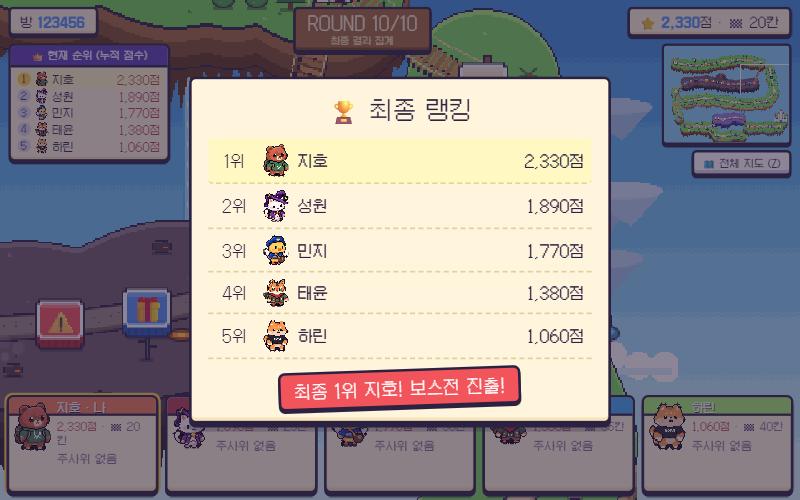 방 123456
ROUND 10/10
최종 결과 집계
2,330점 · 20칸
현재 순위 (누적 점수)
1 지호 2,330점
2 성원 1,890점
3 민지 1,770점
4 태윤 1,380점
5 하린 1,060점
전체 지도 (Z)
최종 랭킹
1위 지호 2,330점
2위 성원 1,890점
3위 민지 1,770점
4위 태윤 1,380점
5위 하린 1,060점
최종 1위 지호! 보스전 진출!
지호 · 나
2,330점 · 20칸
주사위 없음
주사위 없음
주사위 없음
주사위 없음
하린
1,060점 · 40칸
주사위 없음